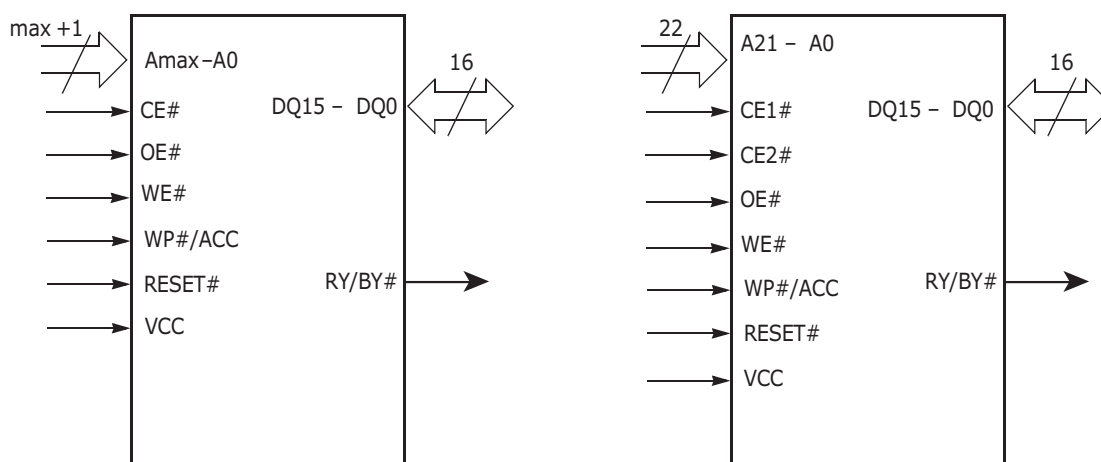 max +1
Amax–A0
16
CE#
DQ15 – DQ0
OE#
WE#
WP#/ACC
RESET#
RY/BY#
VCC
22
A21 – A0
16
CE1#
DQ15 – DQ0
CE2#
OE#
WE#
WP#/ACC
RY/BY#
RESET#
VCC